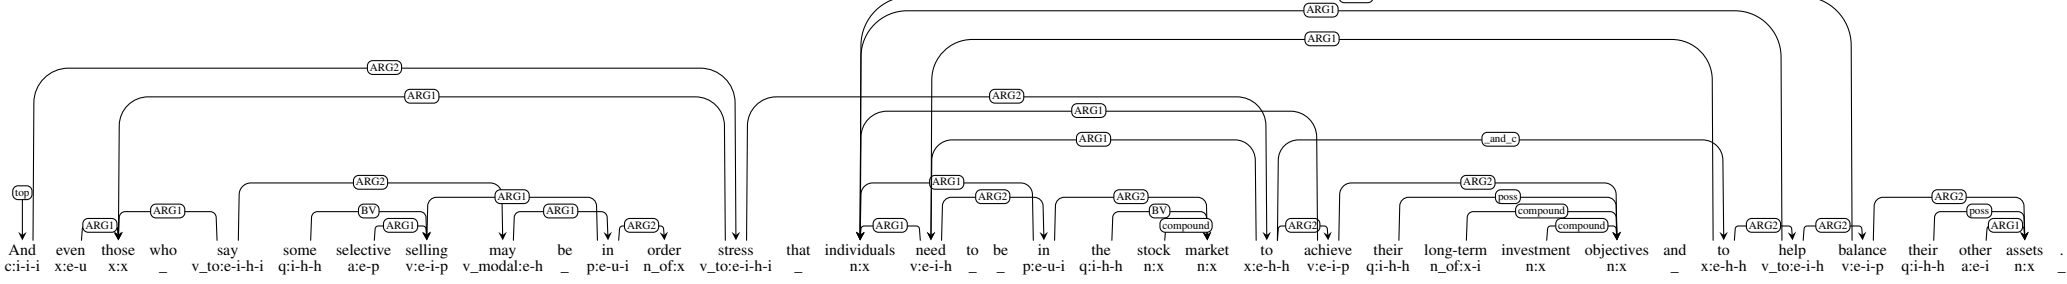 ARG1
ARG1
ARG2
ARG1
ARG2
ARG1
ARG1 _and_c
top ARG2 ARG1 ARG2
ARG1 ARG2 ARG2 poss ARG2
ARG1 BV ARG1 BV compound poss
ARG1 ARG1 ARG2 ARG1 compound ARG2 compound ARG2 ARG2 ARG1
And even those who say some selective selling may be in order stress that individuals need to be in the stock market to achieve their long-term investment objectives and to help balance their other assets .
c:i-i-i x:e-u x:x _ v_to:e-i-h-i q:i-h-h a:e-p v:e-i-p v_modal:e-h _ p:e-u-i n_of:x v_to:e-i-h-i _ n:x v:e-i-h _ _ p:e-u-i q:i-h-h n:x n:x x:e-h-h v:e-i-p q:i-h-h n_of:x-i n:x n:x _ x:e-h-h v_to:e-i-h v:e-i-p q:i-h-h a:e-i n:x _